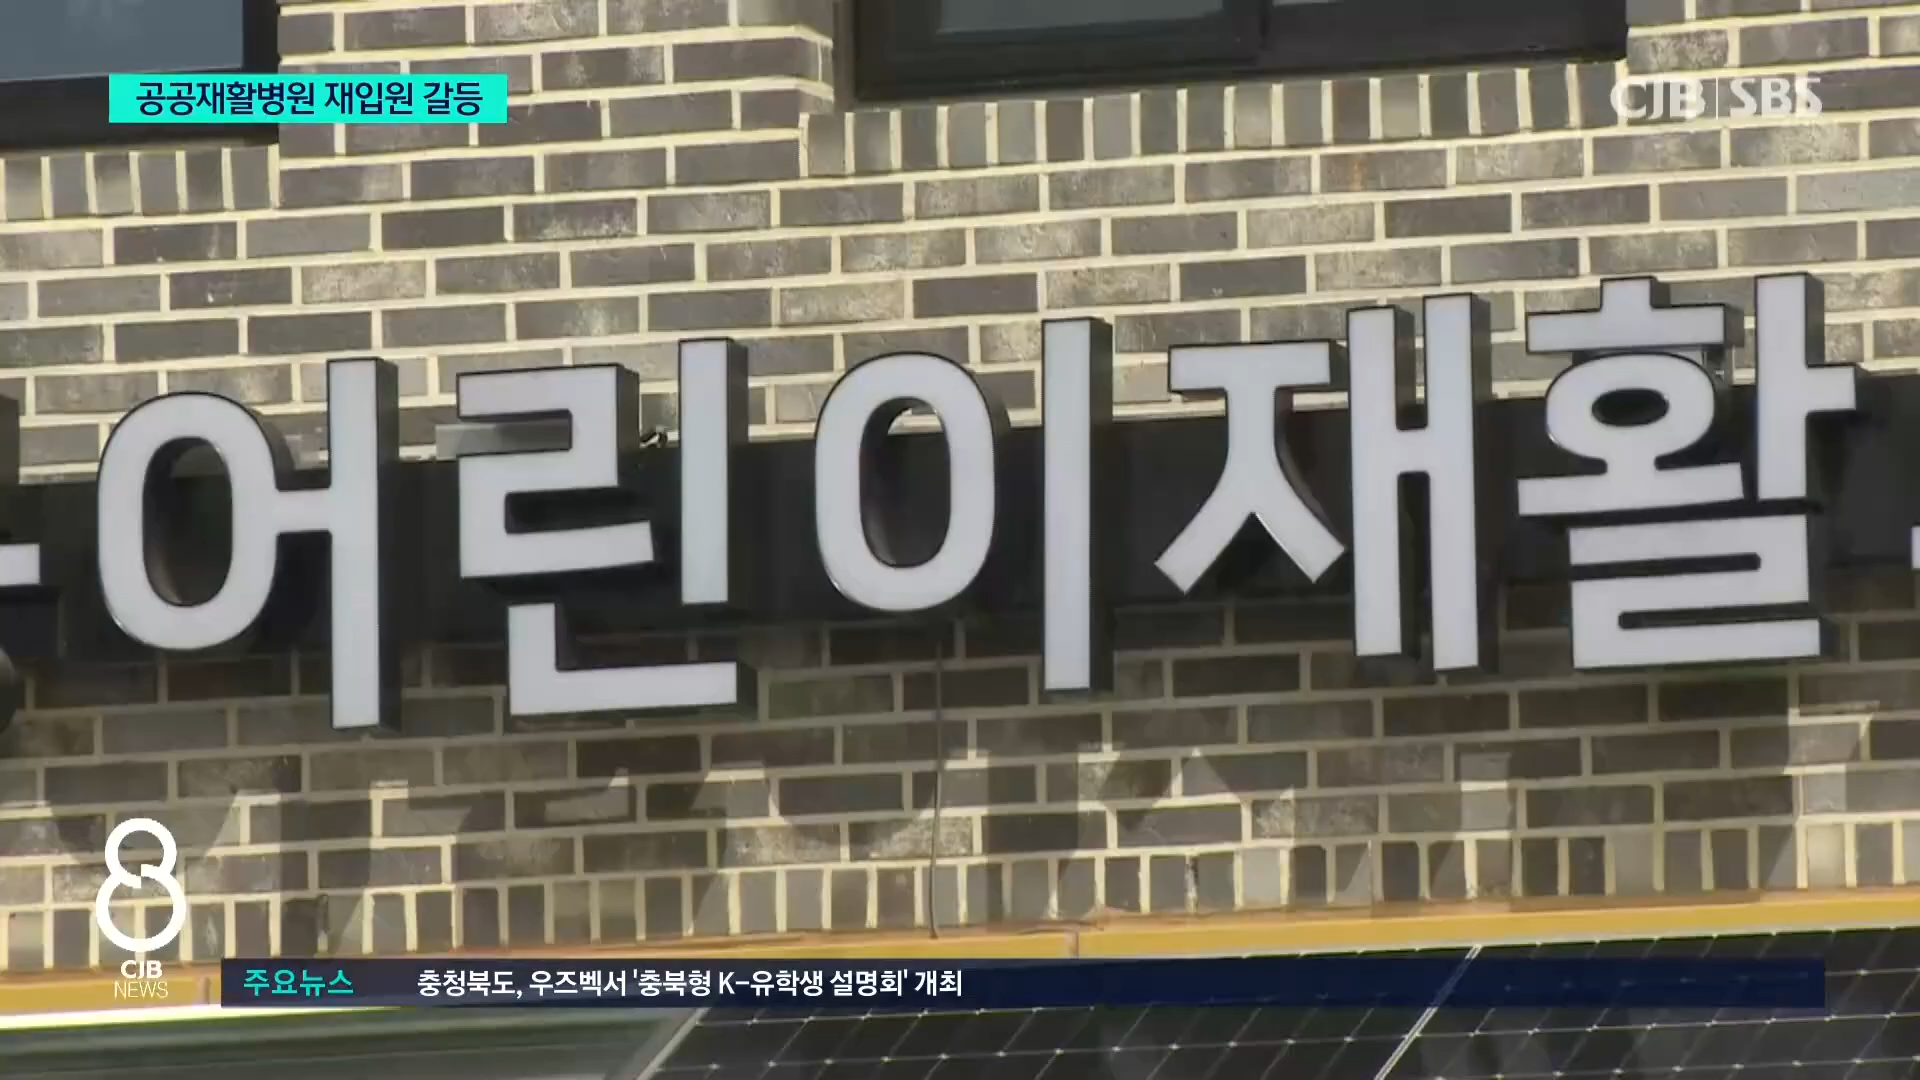 공공재활병원 재입원 갈등
CJB SBS
어린이재활
8
CJB
NEWS
주요뉴스 충청북도, 우즈벡서 '충북형 K-유학생 설명회' 개최